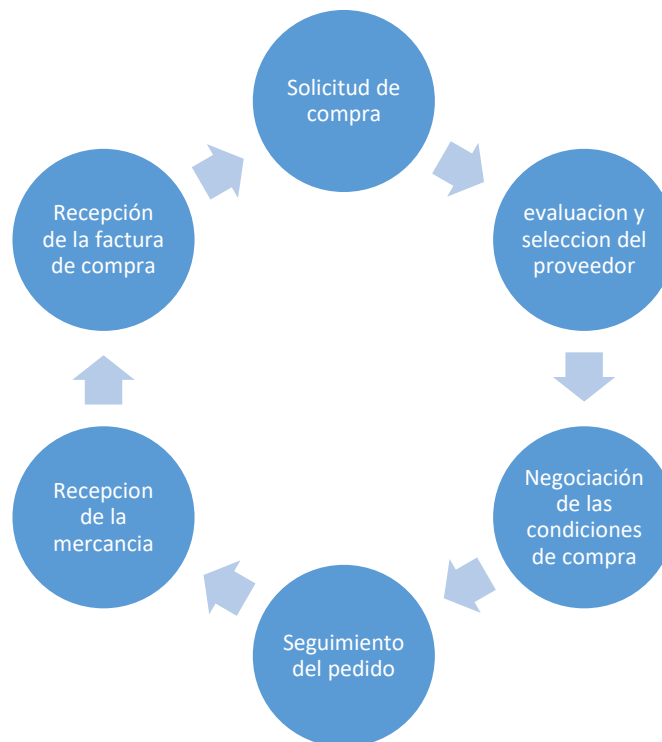 Solicitud de
compra
evaluacion y
seleccion del
proveedor
Negociación
de las
condiciones
de compra
Seguimiento
del pedido
Recepcion
de la
mercancia
Recepción
de la factura
de compra